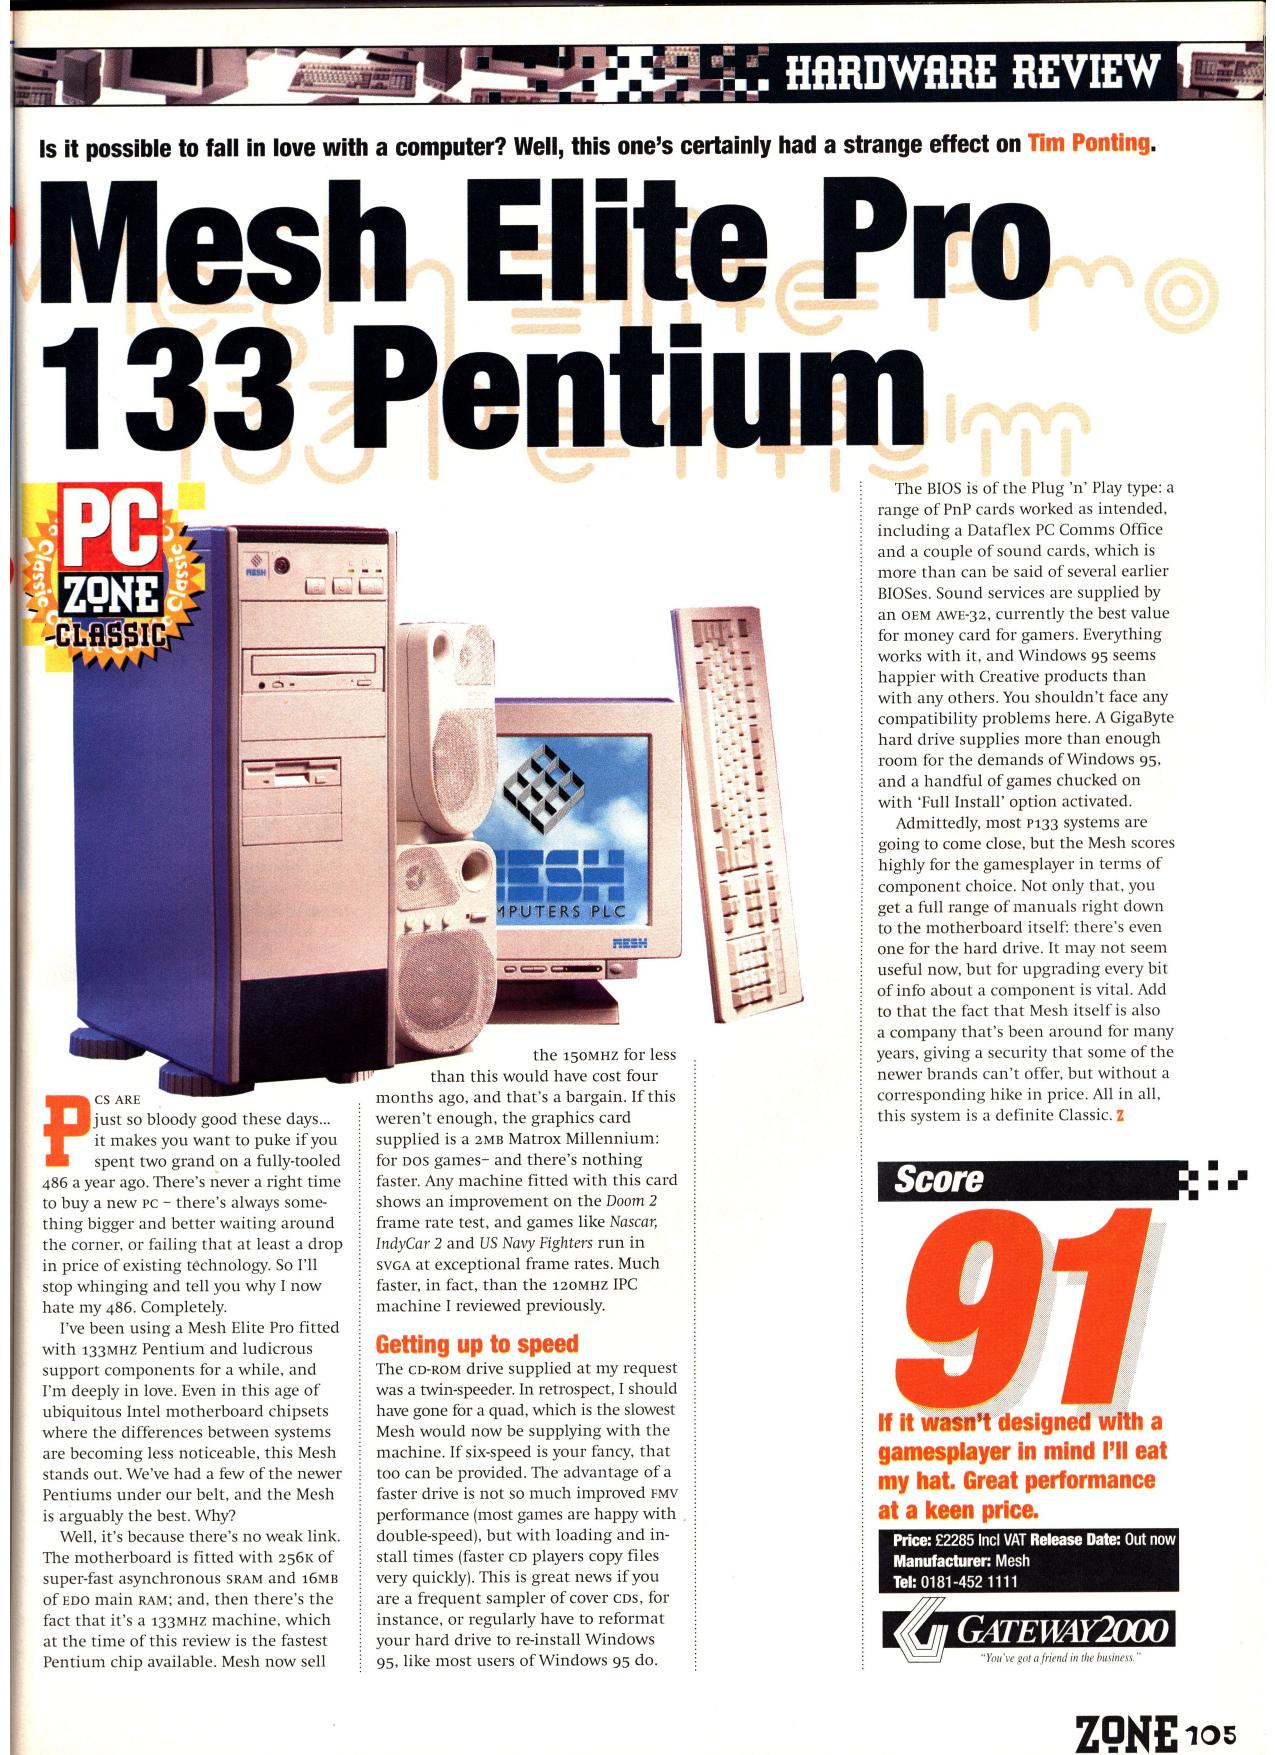 HARDWARE REVIEW
Is it possible to fall in love with a computer? Well, this one's certainly had a strange effect on Tim Ponting.
Mesh Elite Pro
133 Pentium
PC
ZONE
CLASSIC
Classic
Classic
MESH
MESH
COMPUTERS PLC
MESH
PCS ARE
just so bloody good these days...
it makes you want to puke if you
spent two grand on a fully-tooled
486 a year ago. There's never a right time
to buy a new PC – there's always some-
thing bigger and better waiting around
the corner, or failing that at least a drop
in price of existing technology. So I'll
stop whinging and tell you why I now
hate my 486. Completely.
I've been using a Mesh Elite Pro fitted
with 133MHZ Pentium and ludicrous
support components for a while, and
I'm deeply in love. Even in this age of
ubiquitous Intel motherboard chipsets
where the differences between systems
are becoming less noticeable, this Mesh
stands out. We've had a few of the newer
Pentiums under our belt, and the Mesh
is arguably the best. Why?
Well, it's because there's no weak link.
The motherboard is fitted with 256K of
super-fast asynchronous SRAM and 16MB
of EDO main RAM; and, then there's the
fact that it's a 133MHZ machine, which
at the time of this review is the fastest
Pentium chip available. Mesh now sell
the 150MHZ for less
than this would have cost four
months ago, and that's a bargain. If this
weren't enough, the graphics card
supplied is a 2MB Matrox Millennium:
for DOS games– and there's nothing
faster. Any machine fitted with this card
shows an improvement on the Doom 2
frame rate test, and games like Nascar,
IndyCar 2 and US Navy Fighters run in
SVGA at exceptional frame rates. Much
faster, in fact, than the 120MHZ IPC
machine I reviewed previously.
Getting up to speed
The CD-ROM drive supplied at my request
was a twin-speeder. In retrospect, I should
have gone for a quad, which is the slowest
Mesh would now be supplying with the
machine. If six-speed is your fancy, that
too can be provided. The advantage of a
faster drive is not so much improved FMV
performance (most games are happy with
double-speed), but with loading and in-
stall times (faster CD players copy files
very quickly). This is great news if you
are a frequent sampler of cover CDs, for
instance, or regularly have to reformat
your hard drive to re-install Windows
95, like most users of Windows 95 do.
The BIOS is of the Plug 'n' Play type: a
range of PnP cards worked as intended,
including a Dataflex PC Comms Office
and a couple of sound cards, which is
more than can be said of several earlier
BIOSes. Sound services are supplied by
an OEM AWE-32, currently the best value
for money card for gamers. Everything
works with it, and Windows 95 seems
happier with Creative products than
with any others. You shouldn't face any
compatibility problems here. A GigaByte
hard drive supplies more than enough
room for the demands of Windows 95,
and a handful of games chucked on
with 'Full Install' option activated.
Admittedly, most P133 systems are
going to come close, but the Mesh scores
highly for the gamesplayer in terms of
component choice. Not only that, you
get a full range of manuals right down
to the motherboard itself: there's even
one for the hard drive. It may not seem
useful now, but for upgrading every bit
of info about a component is vital. Add
to that the fact that Mesh itself is also
a company that's been around for many
years, giving a security that some of the
newer brands can't offer, but without a
corresponding hike in price. All in all,
this system is a definite Classic. Z
Score
91
If it wasn't designed with a
gamesplayer in mind I'll eat
my hat. Great performance
at a keen price.
Price: £2285 Incl VAT Release Date: Out now
Manufacturer: Mesh
Tel: 0181-452 1111
GATEWAY2000
"You've got a friend in the business."
ZONE 105